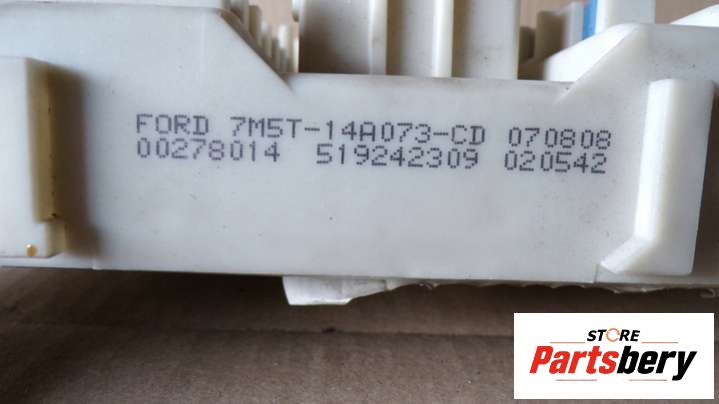 FORD 7M5T-14A073-CD 070808
00278014 519242309 020542
STORE
Partsbery